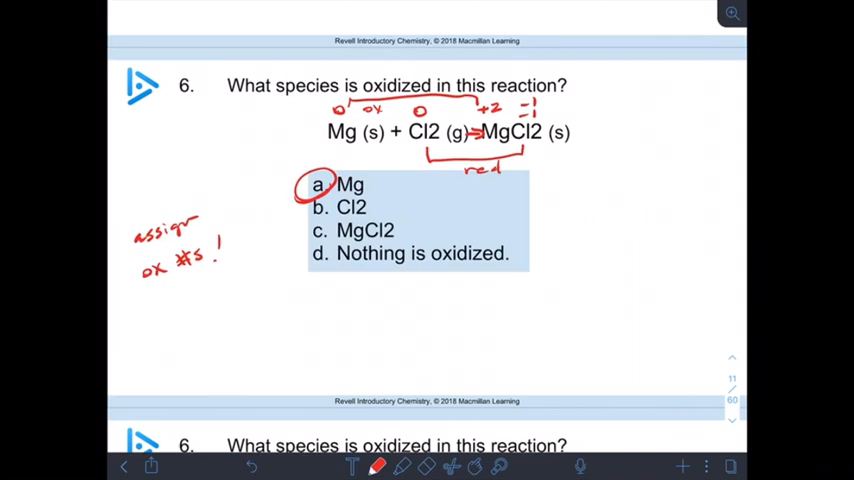 Revell Introductory Chemistry, © 2018 Macmillan Learning
6. What species is oxidized in this reaction?
0 ox 0 +2 -1
-1
Mg (s) + Cl2 (g) ⇒ MgCl2 (s)
red
a. Mg
b. Cl2
c. MgCl2
d. Nothing is oxidized.
assign
ox #s!
11
/
60
Revell Introductory Chemistry, © 2018 Macmillan Learning
6. What species is oxidized in this reaction?
T